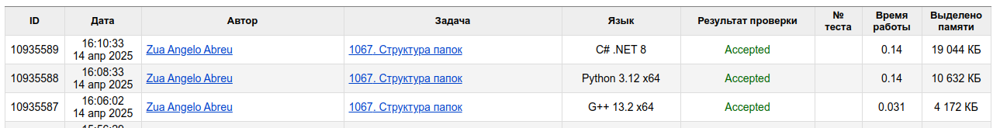 ID Дата Автор Задача Язык Результат проверки № теста Время работы Выделено памяти
10935589 16:10:33 14 апр 2025 Zua Angelo Abreu 1067. Структура папок C# .NET 8 Accepted 0.14 19 044 КБ
10935588 16:08:33 14 апр 2025 Zua Angelo Abreu 1067. Структура папок Python 3.12 x64 Accepted 0.14 10 632 КБ
10935587 16:06:02 14 апр 2025 Zua Angelo Abreu 1067. Структура папок G++ 13.2 x64 Accepted 0.031 4 172 КБ